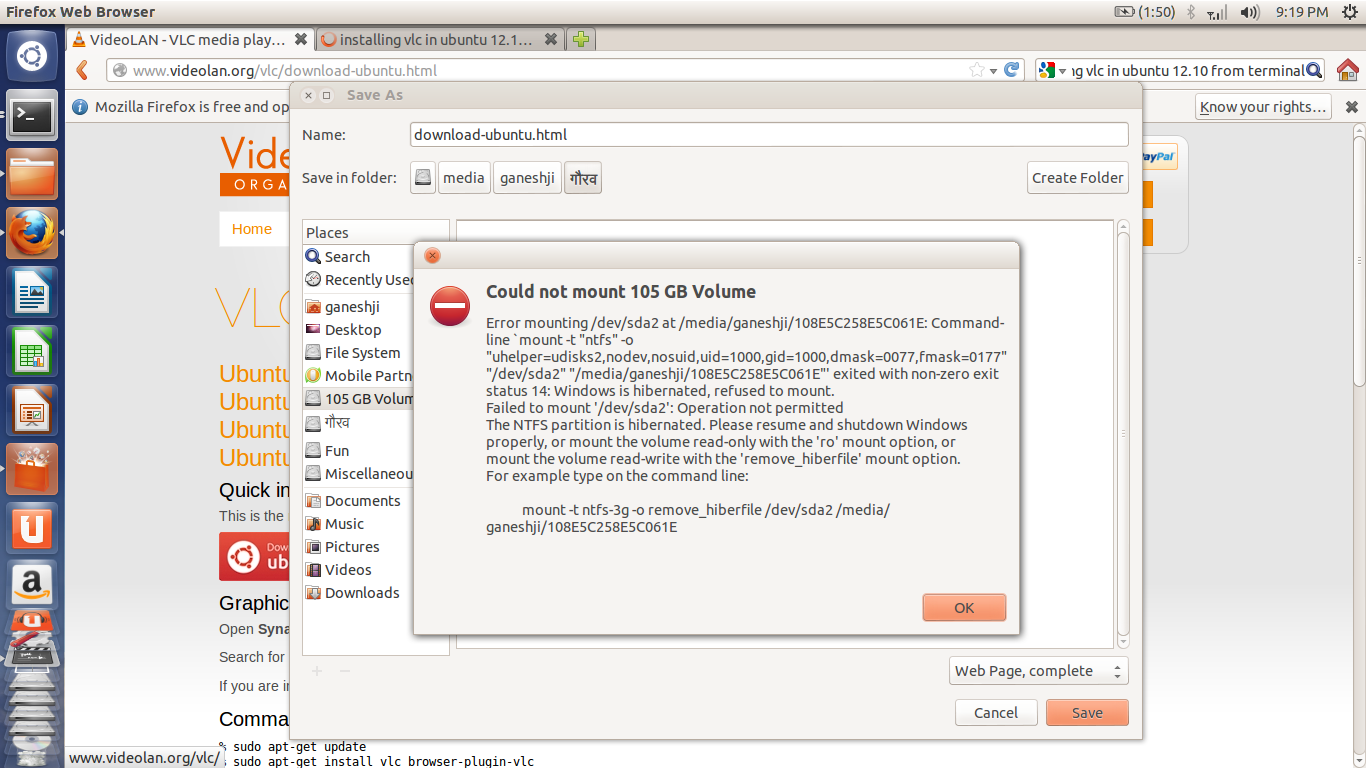 Firefox Web Browser
(1:50)
9:19 PM
VideoLAN - VLC media play...
installing vlc in ubuntu 12.1...
www.videolan.org/vlc/download-ubuntu.html
ng vlc in ubuntu 12.10 from terminal
Mozilla Firefox is free and op
Know your rights...
Save As
Name:
download-ubuntu.html
Save in folder:
media
ganeshji
गौरव
Create Folder
Vide
ORGA
PayPal
Home
VLC
Places
Search
Recently Used
ganeshji
Desktop
File System
Mobile Partn
105 GB Volum
गौरव
Fun
Miscellaneou
Documents
Music
Pictures
Videos
Downloads
Could not mount 105 GB Volume
Error mounting /dev/sda2 at /media/ganeshji/108E5C258E5C061E: Command-
line `mount -t "ntfs" -o
"uhelper=udisks2,nodev,nosuid,uid=1000,gid=1000,dmask=0077,fmask=0177"
"/dev/sda2" "/media/ganeshji/108E5C258E5C061E"' exited with non-zero exit
status 14: Windows is hibernated, refused to mount.
Failed to mount '/dev/sda2': Operation not permitted
The NTFS partition is hibernated. Please resume and shutdown Windows
properly, or mount the volume read-only with the 'ro' mount option, or
mount the volume read-write with the 'remove_hiberfile' mount option.
For example type on the command line:
mount -t ntfs-3g -o remove_hiberfile /dev/sda2 /media/
ganeshji/108E5C258E5C061E
OK
Ubuntu
Ubuntu
Ubuntu
Ubuntu
Quick in
This is the
Dow
ub
Graphic
Open Syna
Search for
If you are in
Comma
Web Page, complete
Cancel
Save
% sudo apt-get update
% sudo apt-get install vlc browser-plugin-vlc
www.videolan.org/vlc/